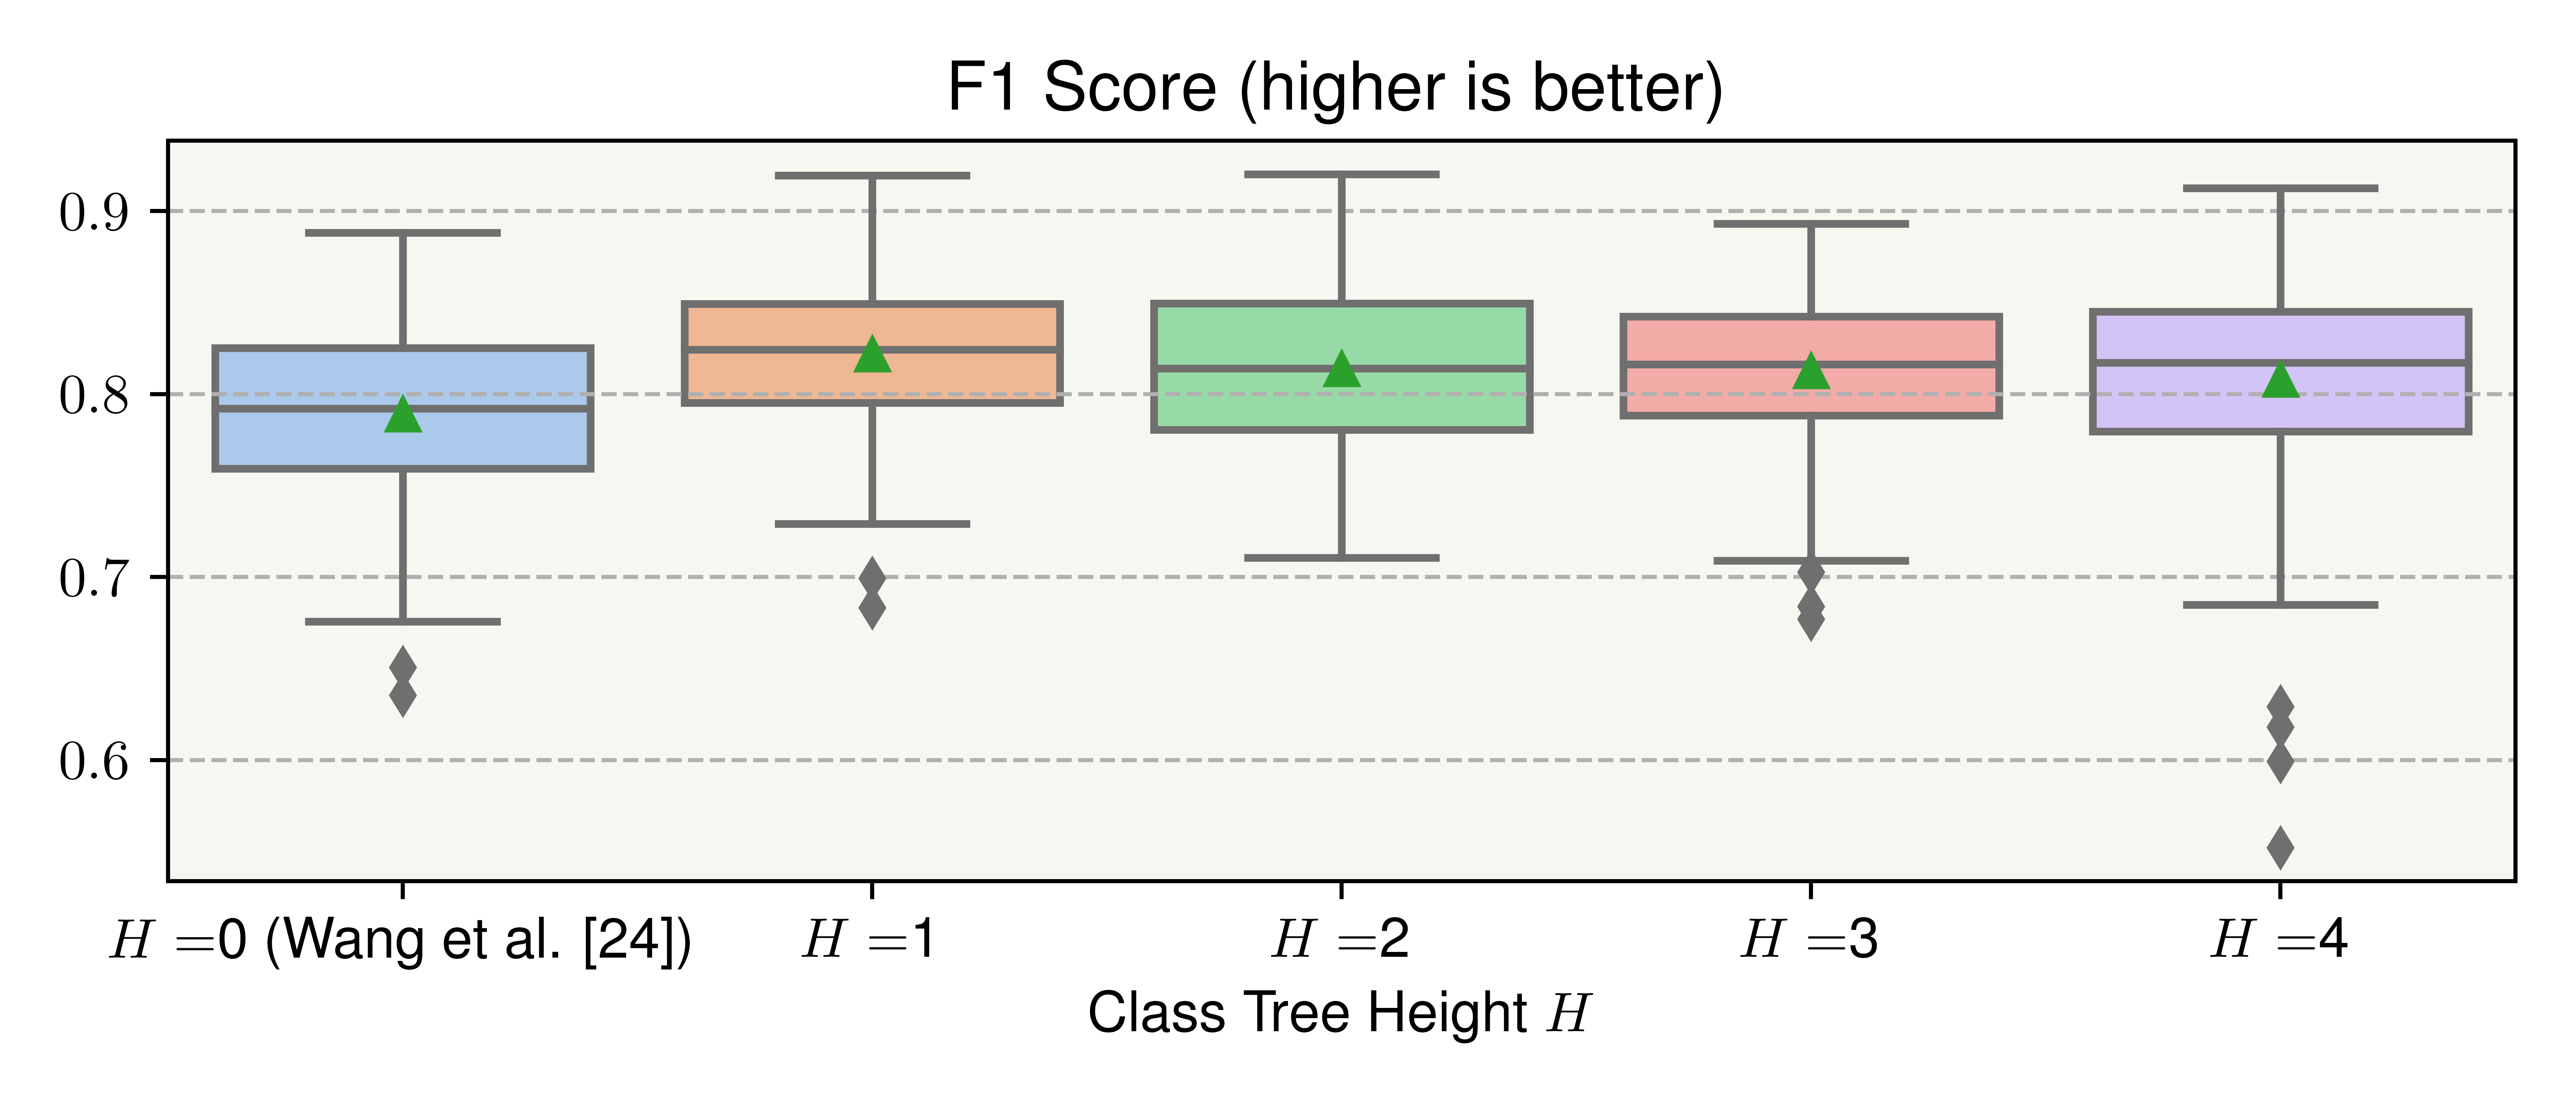 F1 Score (higher is better)
0.9
0.8
0.7
0.6
H =0 (Wang et al. [24])
H =1
H =2
H =3
H =4
Class Tree Height H